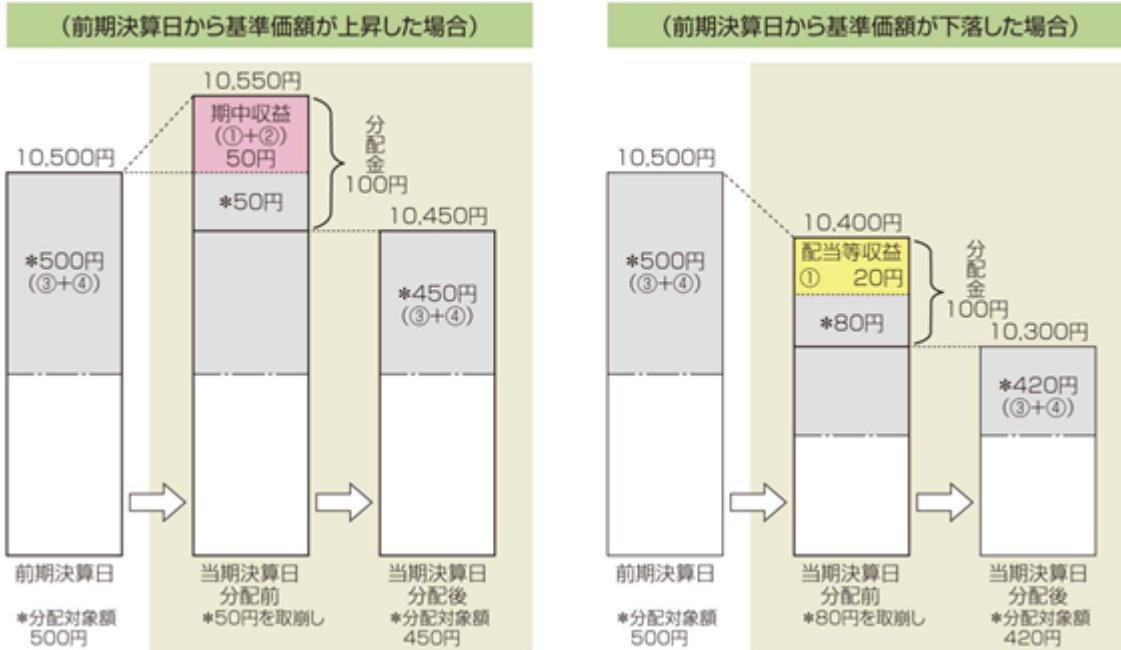 (前期決算日から基準価額が上昇した場合)
10,550円
期中収益
(①+②)
50円
*50円
分配金
100円
10,500円
*500円
(③+④)
10,450円
*450円
(③+④)
前期決算日
*分配対象額
500円
当期決算日
分配前
*50円を取崩し
当期決算日
分配後
*分配対象額
450円
(前期決算日から基準価額が下落した場合)
10,500円
*500円
(③+④)
10,400円
配当等収益
① 20円
*80円
分配金
100円
10,300円
*420円
(③+④)
前期決算日
*分配対象額
500円
当期決算日
分配前
*80円を取崩し
当期決算日
分配後
*分配対象額
420円